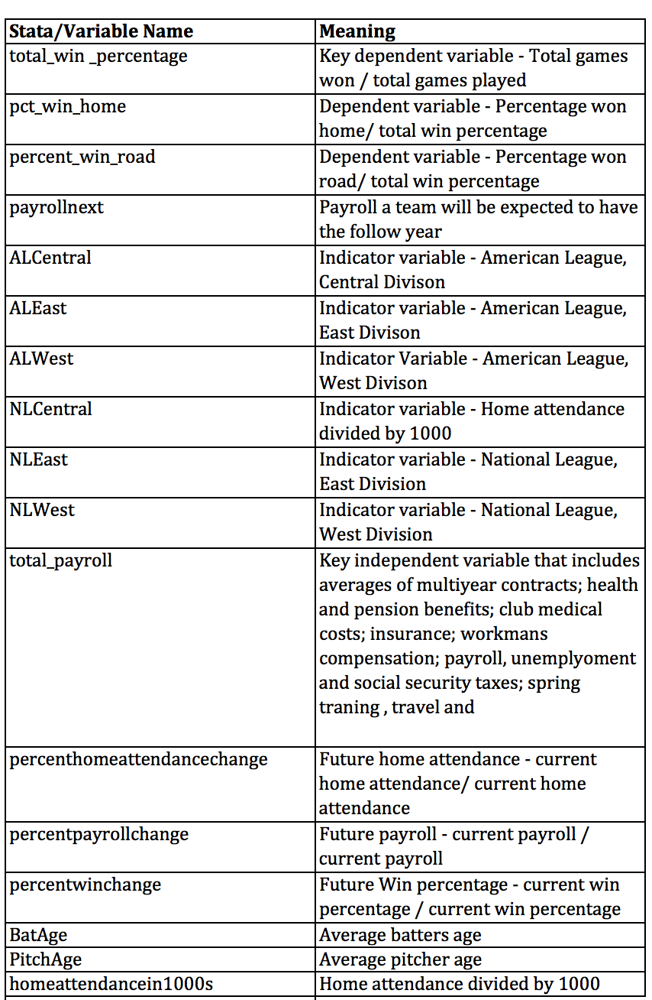 Stata/Variable Name Meaning
total_win _percentage Key dependent variable - Total games
won / total games played
pct_win_home Dependent variable - Percentage won
home/ total win percentage
percent_win_road Dependent variable - Percentage won
road/ total win percentage
payrollnext Payroll a team will be expected to have
the follow year
ALCentral Indicator variable - American League,
Central Divison
ALEast Indicator variable - American League,
East Divison
ALWest Indicator Variable - American League,
West Divison
NLCentral Indicator variable - Home attendance
divided by 1000
NLEast Indicator variable - National League,
East Division
NLWest Indicator variable - National League,
West Division
total_payroll Key independent variable that includes
averages of multiyear contracts; health
and pension benefits; club medical
costs; insurance; workmans
compensation; payroll, unemplyoment
and social security taxes; spring
traning , travel and
percenthomeattendancechange Future home attendance - current
home attendance/ current home
attendance
percentpayrollchange Future payroll - current payroll /
current payroll
percentwinchange Future Win percentage - current win
percentage / current win percentage
BatAge Average batters age
PitchAge Average pitcher age
homeattendancein1000s Home attendance divided by 1000